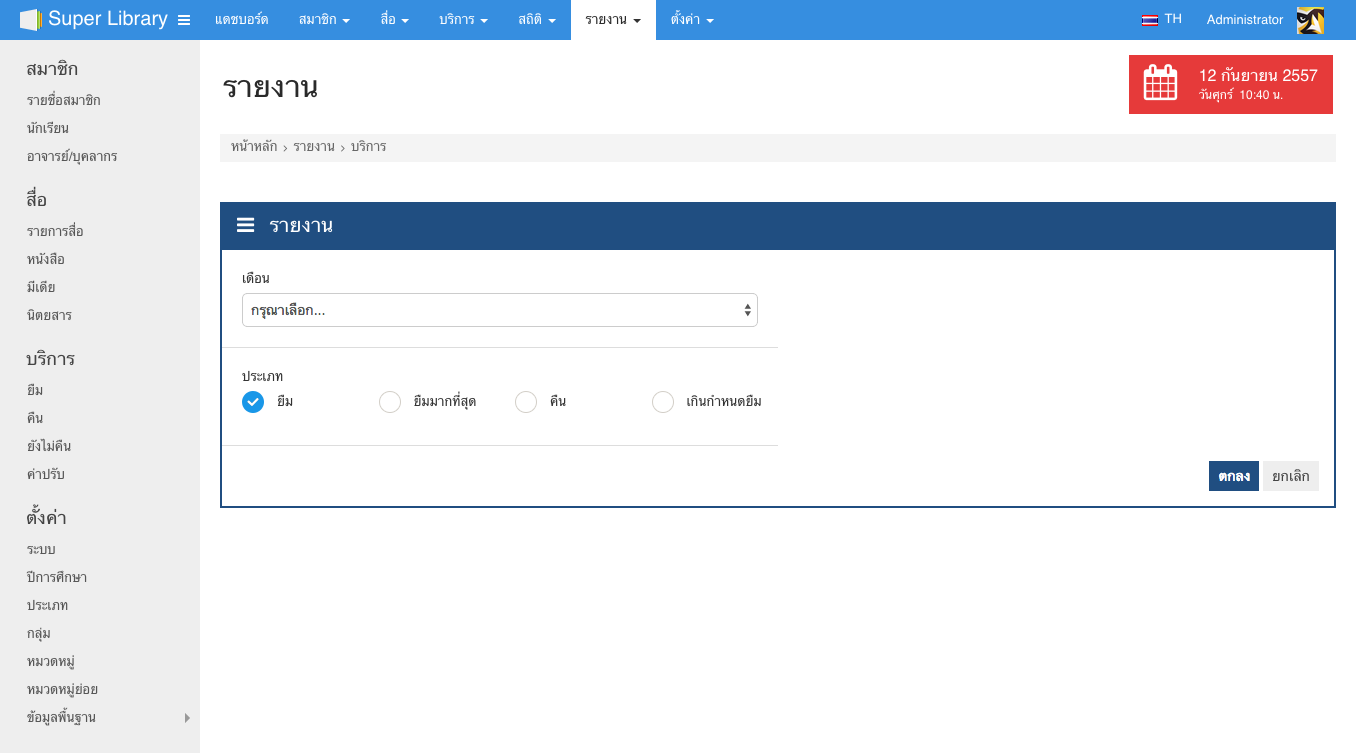 Super Library
แดชบอร์ด
สมาชิก
สื่อ
บริการ
สถิติ
รายงาน
ตั้งค่า
TH
Administrator
สมาชิก
รายชื่อสมาชิก
นักเรียน
อาจารย์/บุคลากร
สื่อ
รายการสื่อ
หนังสือ
มีเดีย
นิตยสาร
บริการ
ยืม
คืน
ยังไม่คืน
ค่าปรับ
ตั้งค่า
ระบบ
ปีการศึกษา
ประเภท
กลุ่ม
หมวดหมู่
หมวดหมู่ย่อย
ข้อมูลพื้นฐาน
รายงาน
12 กันยายน 2557
วันศุกร์ 10:40 น.
หน้าหลัก › รายงาน › บริการ
รายงาน
เดือน
กรุณาเลือก...
ประเภท
ยืม
ยืมมากที่สุด
คืน
เกินกำหนดยืม
ตกลง
ยกเลิก